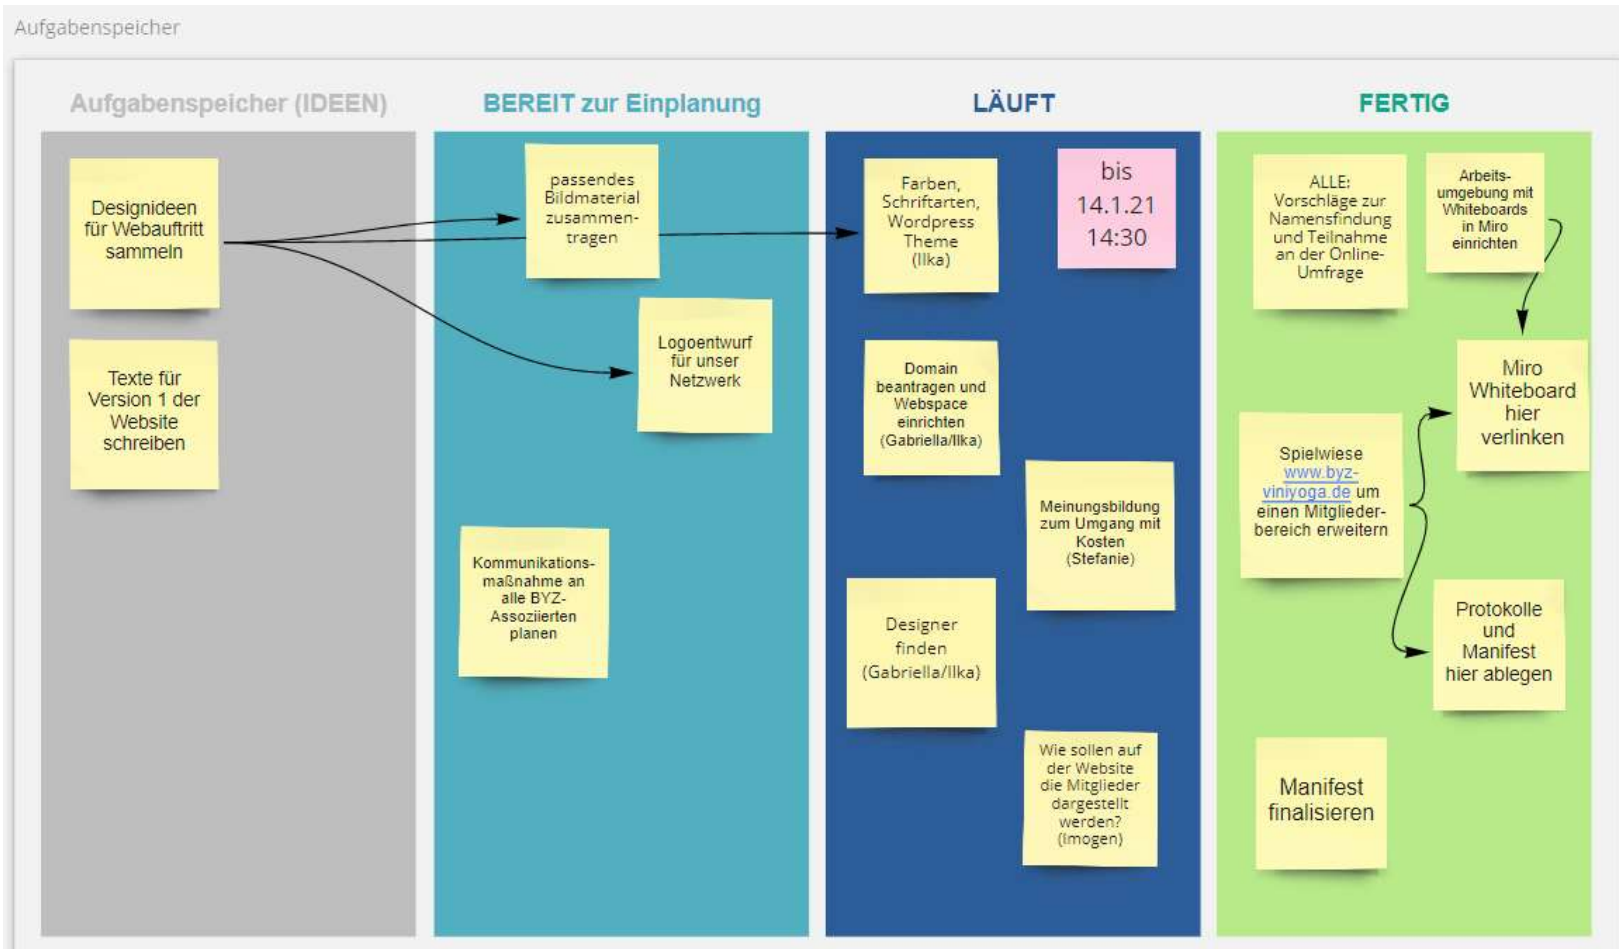 Aufgabenspeicher
Aufgabenspeicher (IDEEN)
Designideen
für Webauftritt
sammeln
Texte für
Version 1 der
Website
schreiben
BEREIT zur Einplanung
passendes
Bildmaterial
zusammen-
tragen
Logoentwurf
für unser
Netzwerk
Kommunikations-
maßnahme an
alle BYZ-
Assoziierten
planen
LÄUFT
Farben,
Schriftarten,
Wordpress
Theme
(Ilka)
bis
14.1.21
14:30
Domain
beantragen und
Webspace
einrichten
(Gabriella/Ilka)
Meinungsbildung
zum Umgang mit
Kosten
(Stefanie)
Designer
finden
(Gabriella/Ilka)
Wie sollen auf
der Website
die Mitglieder
dargestellt
werden?
(Imogen)
FERTIG
ALLE:
Vorschläge zur
Namensfindung
und Teilnahme
an der Online-
Umfrage
Arbeits-
umgebung mit
Whiteboards
in Miro
einrichten
Miro
Whiteboard
hier
verlinken
Spielwiese
www.byz-
viniyoga.de um
einen Mitglieder-
bereich erweitern
Protokolle
und
Manifest
hier ablegen
Manifest
finalisieren